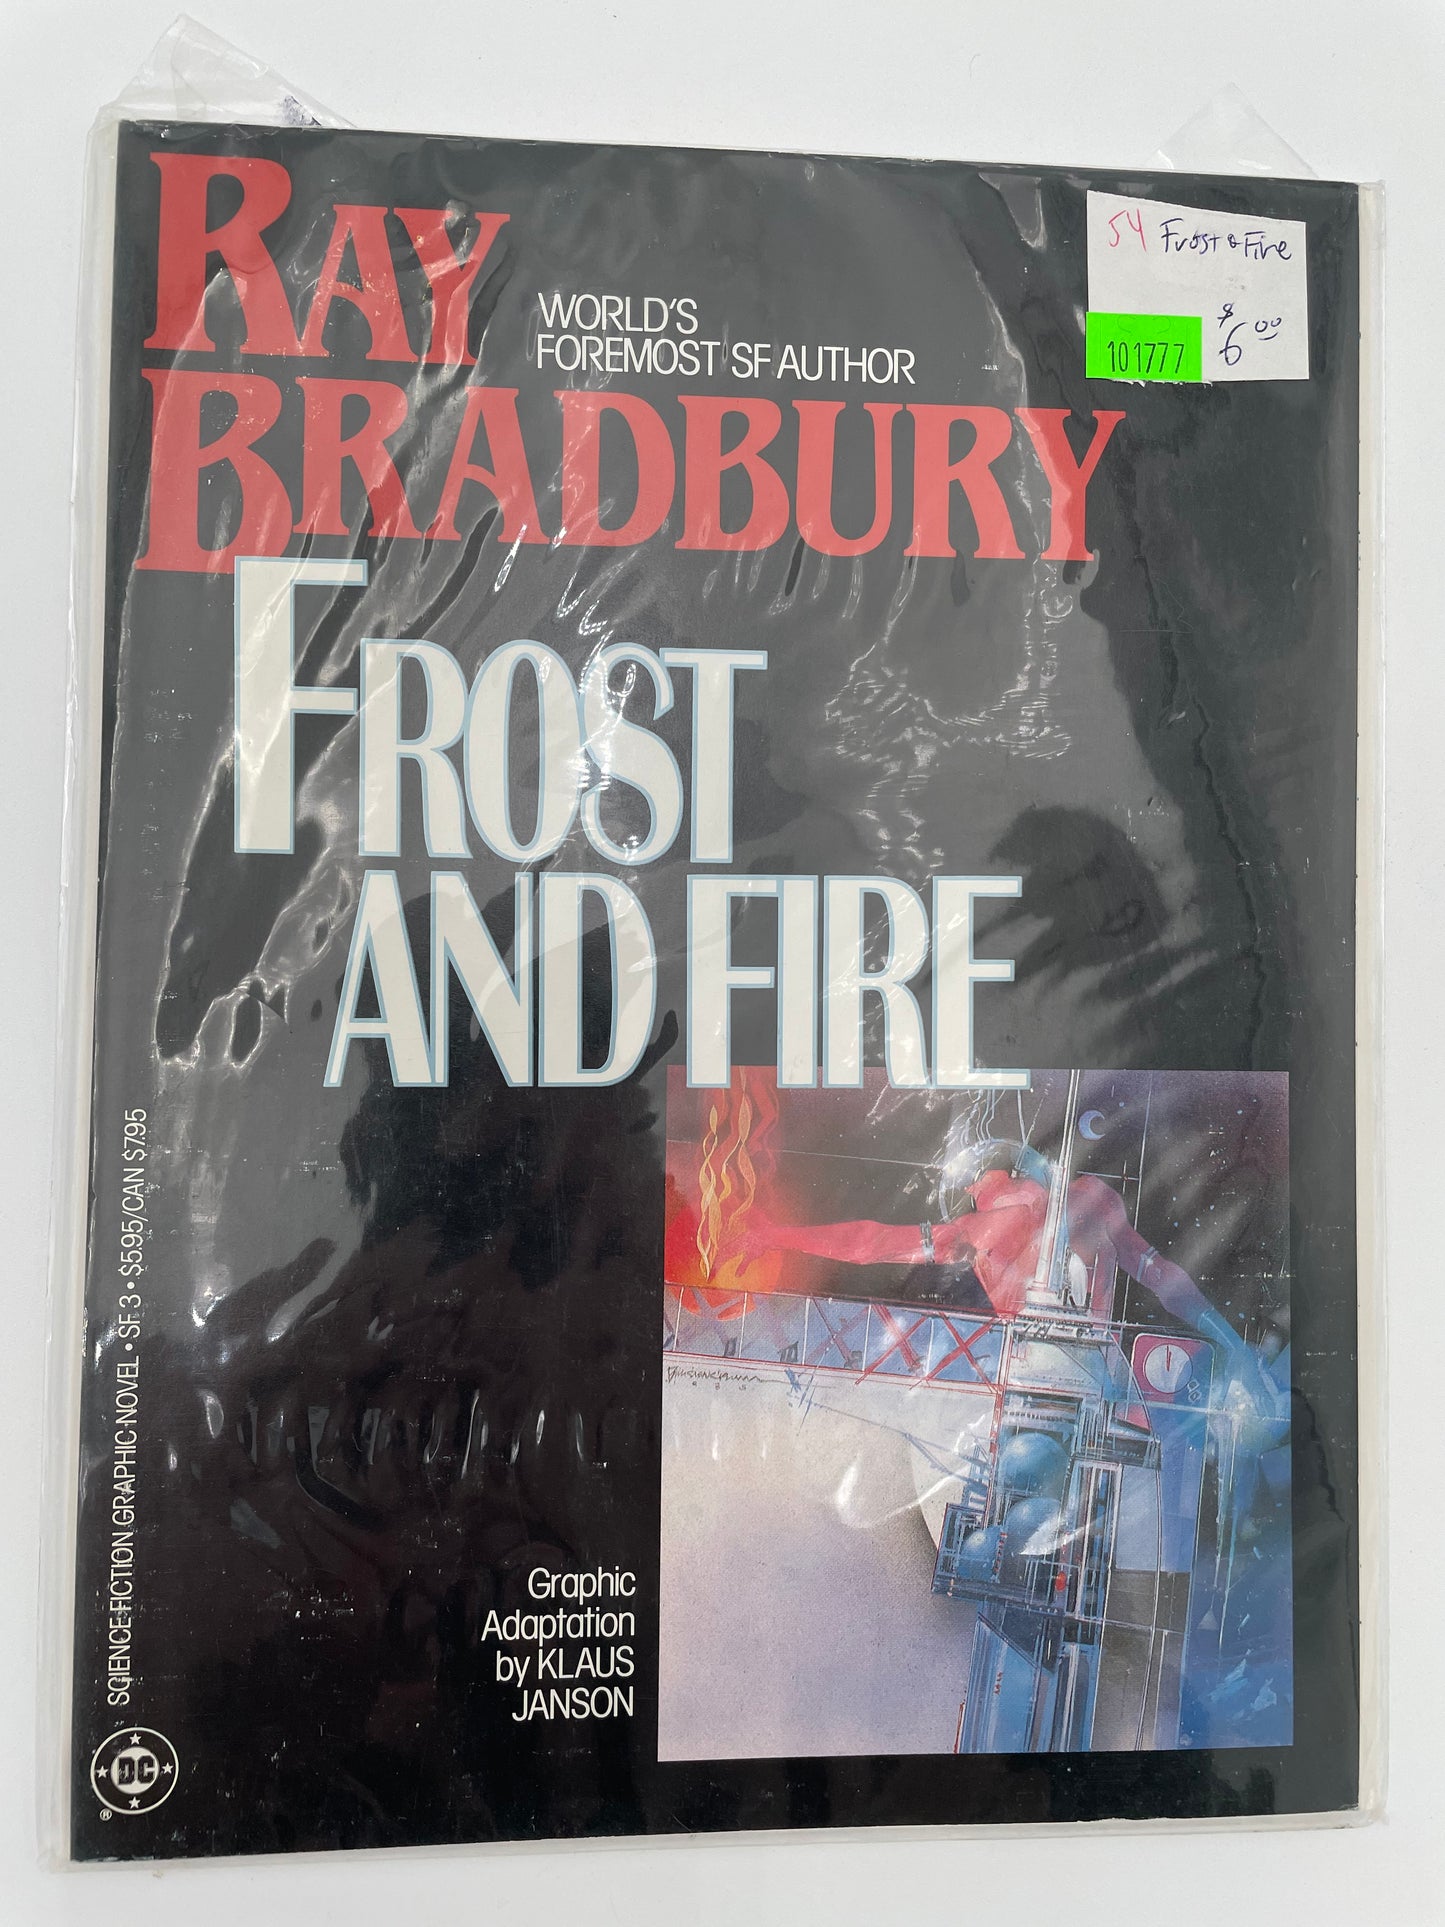 RAY
BRADBURY
WORLD'S
FOREMOST SF AUTHOR
54 Frost & Fire
$6.00
101777
FROST
AND FIRE
SCIENCE FICTION GRAPHIC NOVEL • SF 3 • $5.95/CAN $7.95
Graphic
Adaptation
by KLAUS
JANSON
DC
®